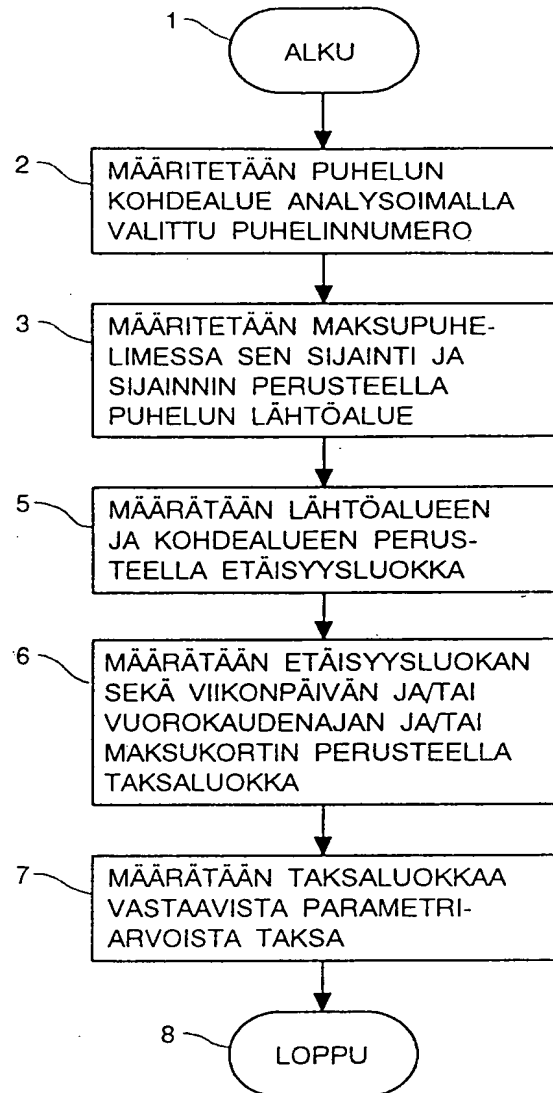 1
ALKU
2
MÄÄRITETÄÄN PUHELUN
KOHDEALUE ANALYSOIMALLA
VALITTU PUHELINNUMERO
3
MÄÄRITETÄÄN MAKSUPUHE-
LIMESSA SEN SIJAINTI JA
SIJAINNIN PERUSTEELLA
PUHELUN LÄHTÖALUE
5
MÄÄRÄTÄÄN LÄHTÖALUEEN
JA KOHDEALUEEN PERUS-
TEELLA ETÄISYYSLUOKKA
6
MÄÄRÄTÄÄN ETÄISYYSLUOKAN
SEKÄ VIIKONPÄIVÄN JA/TAI
VUOROKAUDENAJAN JA/TAI
MAKSUKORTIN PERUSTEELLA
TAKSALUOKKA
7
MÄÄRÄTÄÄN TAKSALUOKKAA
VASTAAVISTA PARAMETRI-
ARVOISTA TAKSA
8
LOPPU